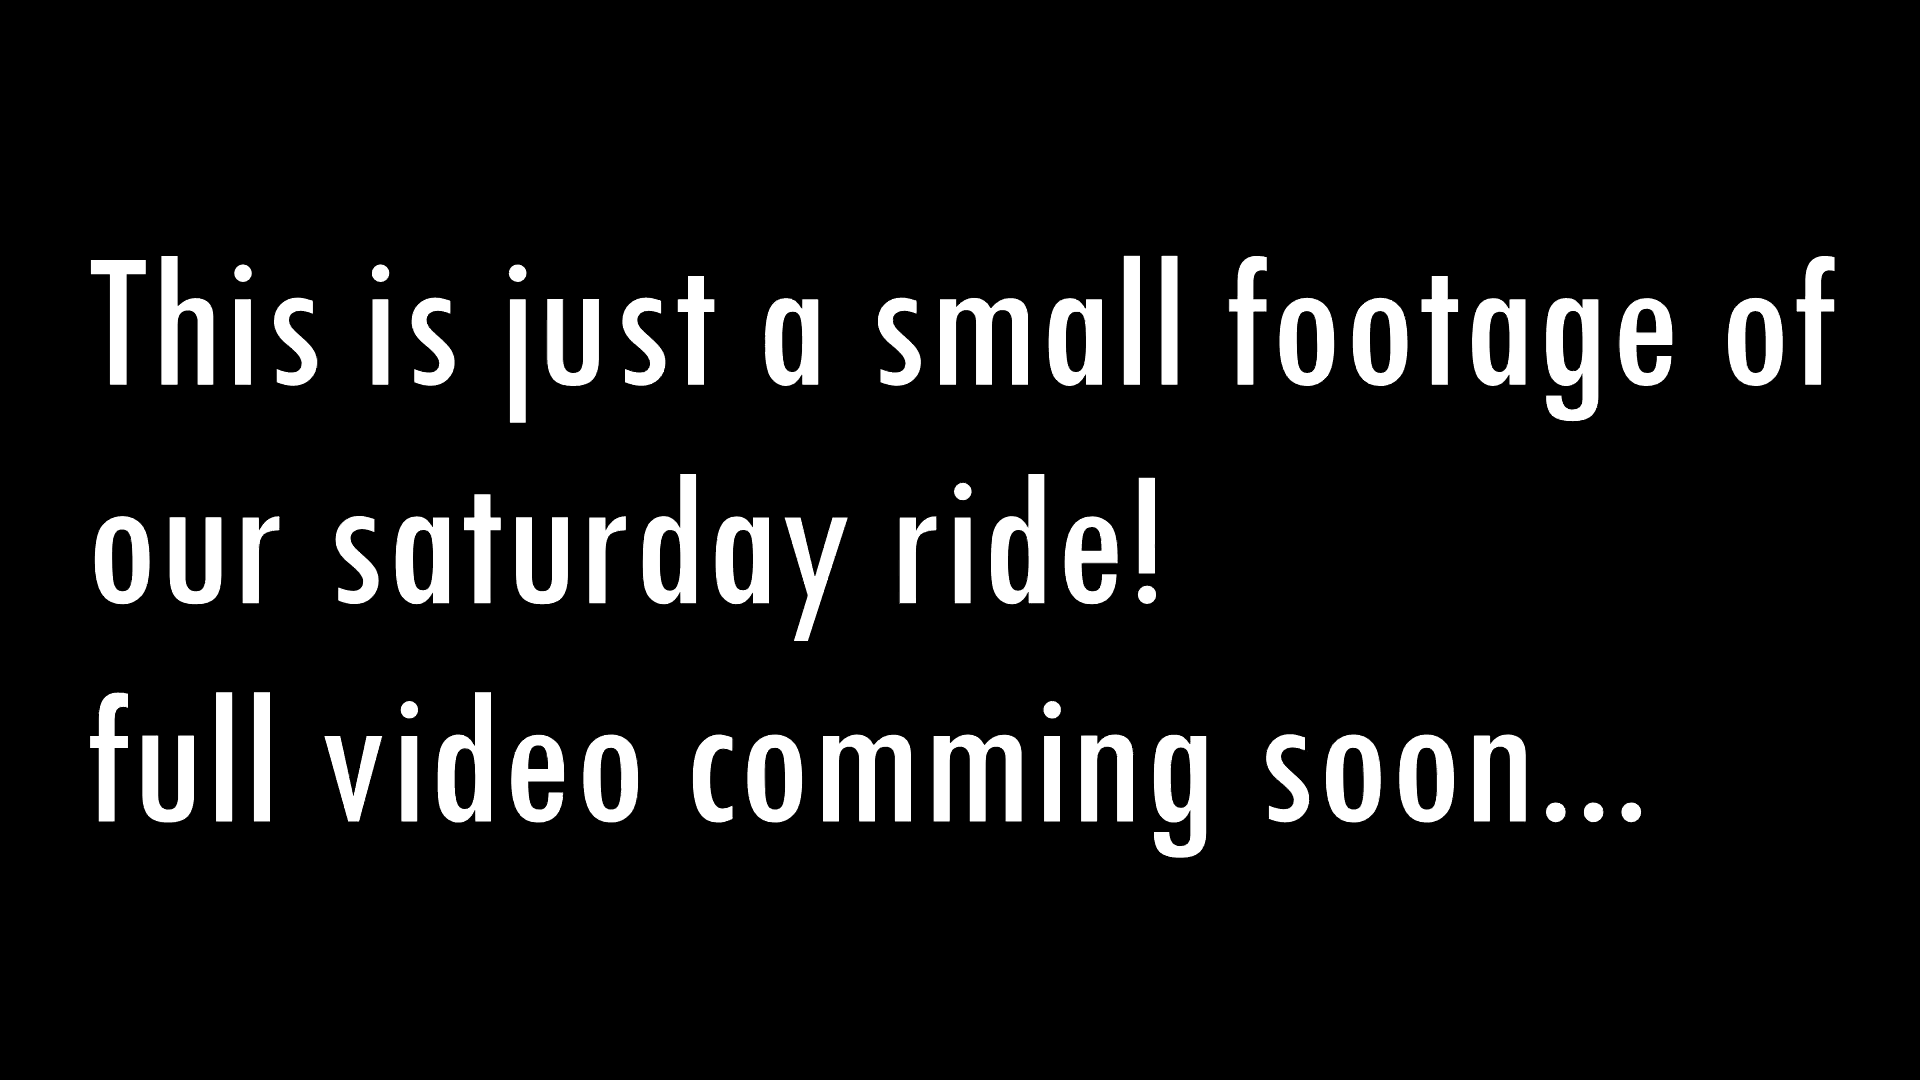 This is just a small footage of
our saturday ride!
full video comming soon...